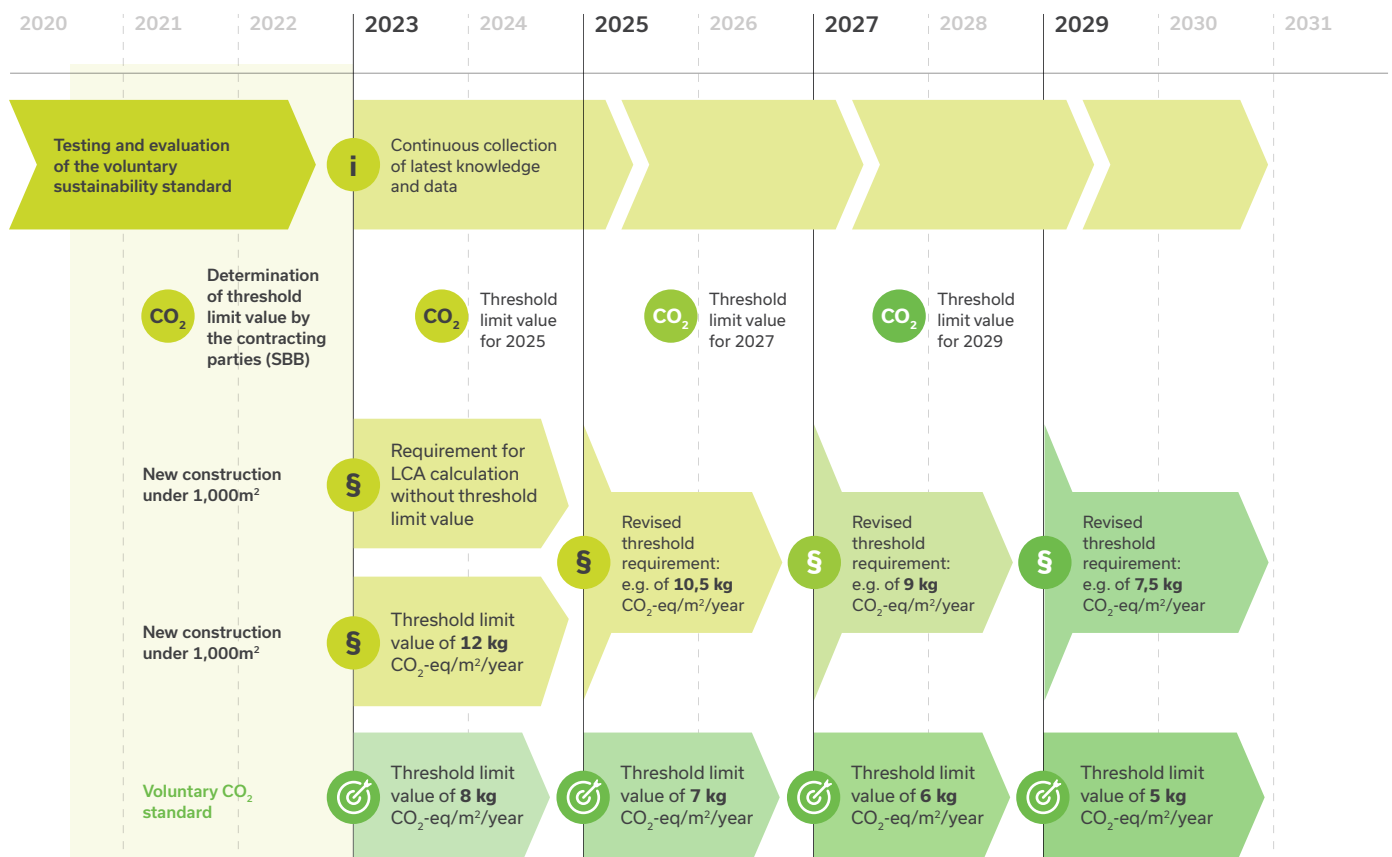 2020 2021 2022 2023 2024 2025 2026 2027 2028 2029 2030 2031
Testing and evaluation
of the voluntary
sustainability standard
i
Continuous collection
of latest knowledge
and data
CO₂
Determination
of threshold
limit value by
the contracting
parties (SBB)
CO₂
Threshold
limit value
for 2025
CO₂
Threshold
limit value
for 2027
CO₂
Threshold
limit value
for 2029
New construction
under 1,000m²
§
Requirement for
LCA calculation
without threshold
limit value
New construction
under 1,000m²
§
Threshold limit
value of 12 kg
CO₂-eq/m²/year
§
Revised
threshold
requirement:
e.g. of 10,5 kg
CO₂-eq/m²/year
§
Revised
threshold
requirement:
e.g. of 9 kg
CO₂-eq/m²/year
§
Revised
threshold
requirement:
e.g. of 7,5 kg
CO₂-eq/m²/year
Voluntary CO₂
standard
Threshold limit
value of 8 kg
CO₂-eq/m²/year
Threshold limit
value of 7 kg
CO₂-eq/m²/year
Threshold limit
value of 6 kg
CO₂-eq/m²/year
Threshold limit
value of 5 kg
CO₂-eq/m²/year